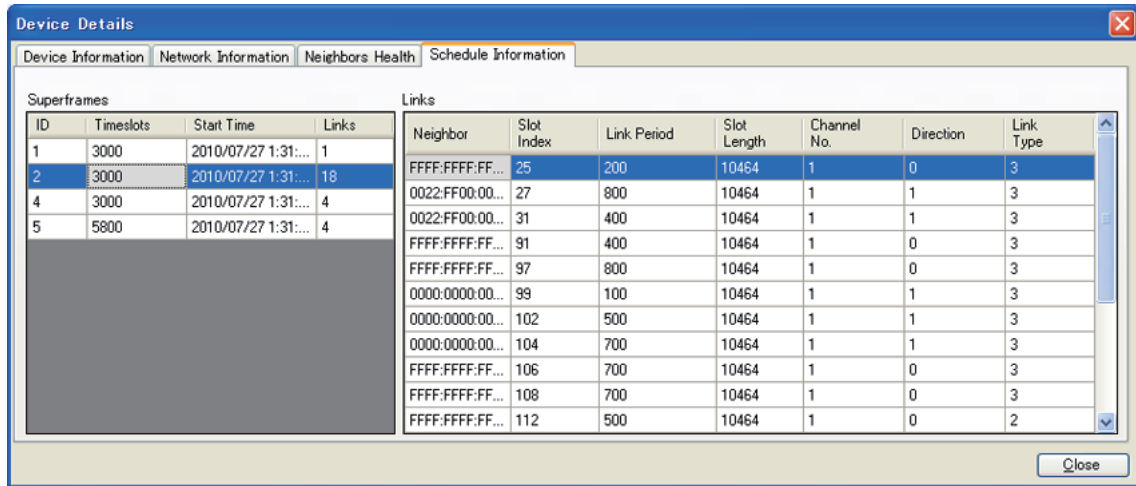 Device Details
Device Information Network Information Neighbors Health Schedule Information
Superframes
ID Timeslots Start Time Links
1 3000 2010/07/27 1:31:... 1
2 3000 2010/07/27 1:31:... 18
4 3000 2010/07/27 1:31:... 4
5 5800 2010/07/27 1:31:... 4
Links
Neighbor Slot Index Link Period Slot Length Channel No. Direction Link Type
FFFF:FFFF:FF... 25 200 10464 1 0 3
0022:FF00:00... 27 800 10464 1 1 3
0022:FF00:00... 31 400 10464 1 1 3
FFFF:FFFF:FF... 91 400 10464 1 0 3
FFFF:FFFF:FF... 97 800 10464 1 0 3
0000:0000:00... 99 100 10464 1 1 3
0000:0000:00... 102 500 10464 1 1 3
0000:0000:00... 104 700 10464 1 1 3
FFFF:FFFF:FF... 106 700 10464 1 0 3
FFFF:FFFF:FF... 108 700 10464 1 0 3
FFFF:FFFF:FF... 112 500 10464 1 0 2
Close